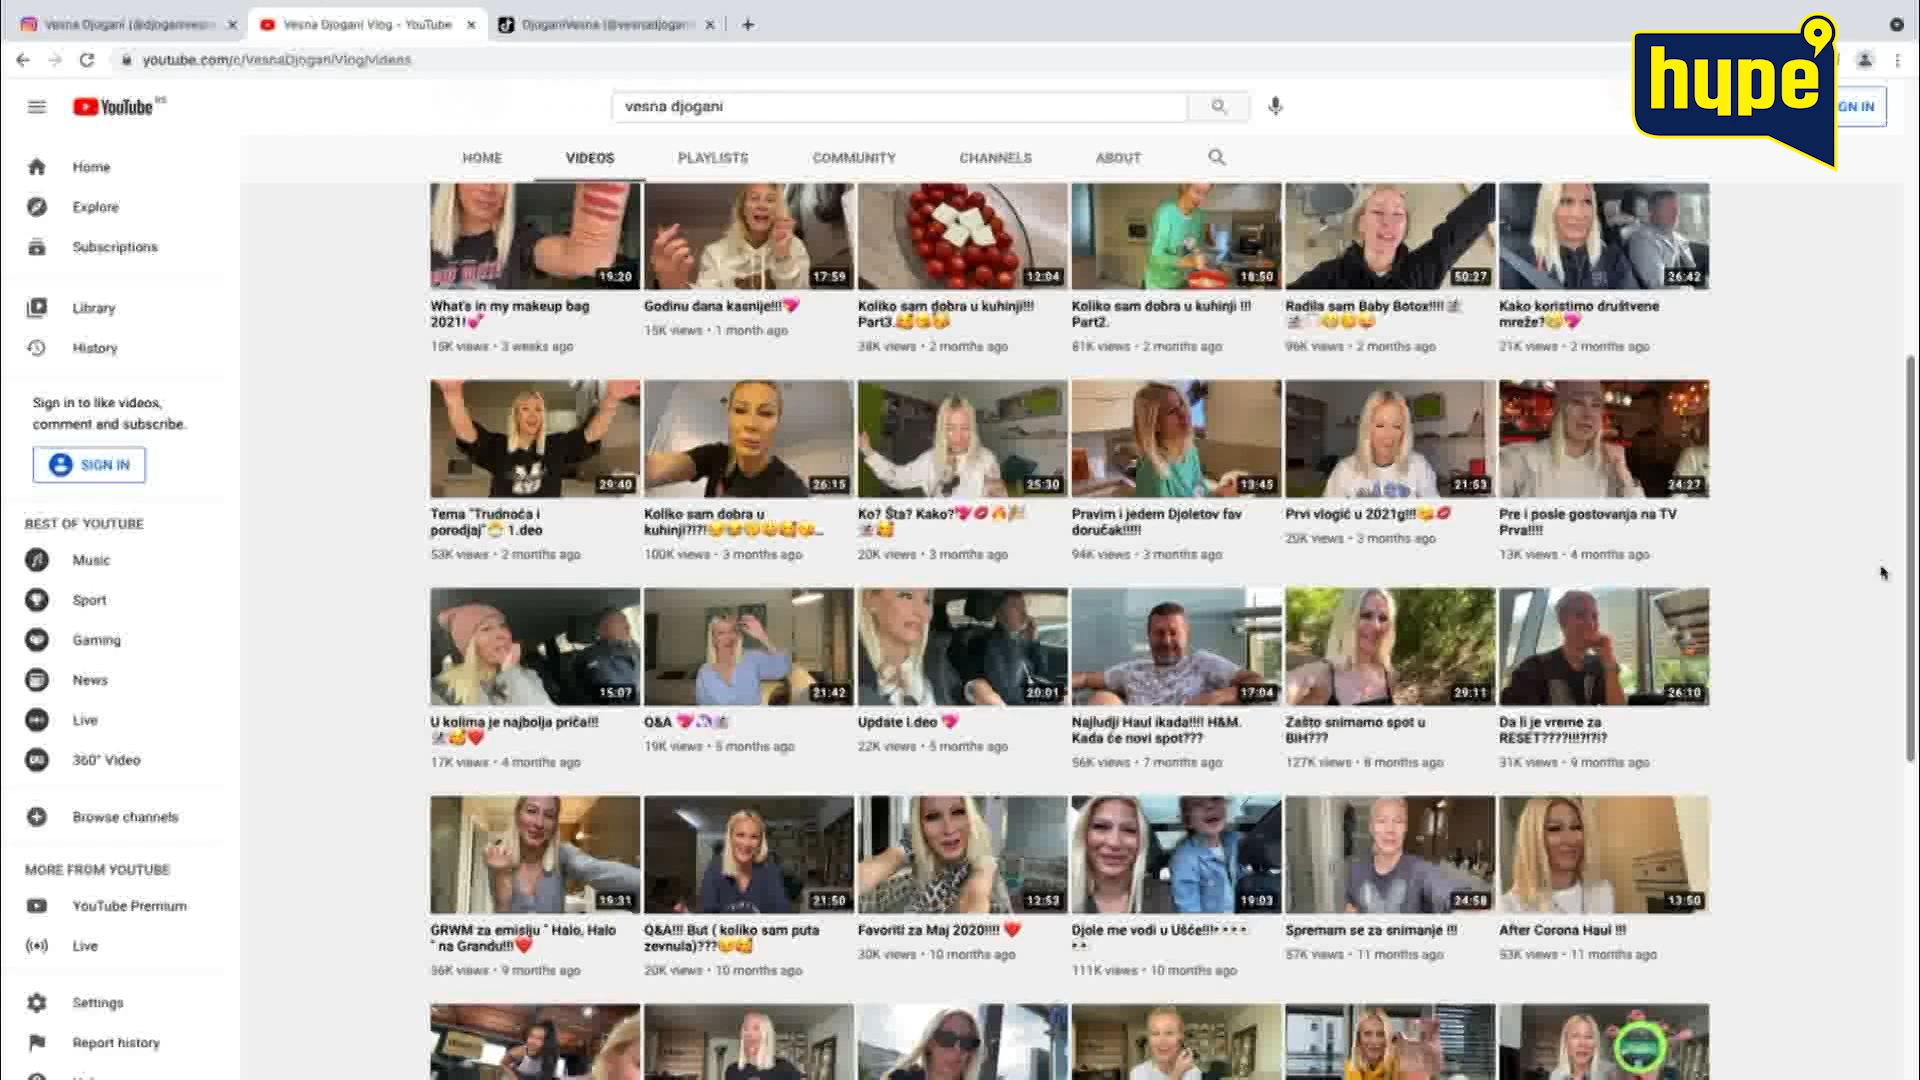 Vesna Djogani Vlog - YouTube
youtube.com/c/VesnaDjoganiVlog/videos
hype
YouTube RS
vesna djogani
HOME VIDEOS PLAYLISTS COMMUNITY CHANNELS ABOUT
Home
Explore
Subscriptions
Library
History
Sign in to like videos,
comment and subscribe.
SIGN IN
BEST OF YOUTUBE
Music
Sport
Gaming
News
Live
360° Video
Browse channels
MORE FROM YOUTUBE
YouTube Premium
Live
Settings
Report history
19:20 17:59 12:04 18:50 50:27 26:42
What's in my makeup bag
2021!💕
15K views • 3 weeks ago
Godinu dana kasnije!!!💖
15K views • 1 month ago
Koliko sam dobra u kuhinji!!!
Part3.
38K views • 2 months ago
Koliko sam dobra u kuhinji !!!
Part2.
81K views • 2 months ago
Radila sam Baby Botox!!!!
96K views • 2 months ago
Kako koristimo društvene
mreže?
21K views • 2 months ago
29:40 26:15 25:30 13:45 21:53 24:27
Tema "Trudnoća i
porodjaj" 1.deo
53K views • 2 months ago
Koliko sam dobra u
kuhinji?!?!
100K views • 3 months ago
Ko? Šta? Kako?
20K views • 3 months ago
Pravim i jedem Djoletov fav
doručak!!!!!
94K views • 3 months ago
Prvi vlogić u 2021g!!!
20K views • 3 months ago
Pre i posle gostovanja na TV
Prva!!!!
13K views • 4 months ago
15:07 21:42 20:01 17:04 29:11 26:10
U kolima je najbolja priča!!!
17K views • 4 months ago
Q&A
19K views • 5 months ago
Update i.deo 💖
22K views • 5 months ago
Najludji Haul ikada!!!! H&M.
Kada će novi spot???
56K views • 7 months ago
Zašto snimamo spot u
BiH???
127K views • 8 months ago
Da li je vreme za
RESET????!!!?!?!?
31K views • 9 months ago
19:31 21:50 12:53 19:03 24:58 13:50
GRWM za emisiju " Halo, Halo
" na Grandu!!!❤️
36K views • 9 months ago
Q&A!!! But ( koliko sam puta
zevnula)???
20K views • 10 months ago
Favoriti za Maj 2020!!!! ❤️
30K views • 10 months ago
Djole me vodi u Ušće!!!
111K views • 10 months ago
Spremam se za snimanje !!!
57K views • 11 months ago
After Corona Haul !!!
53K views • 11 months ago